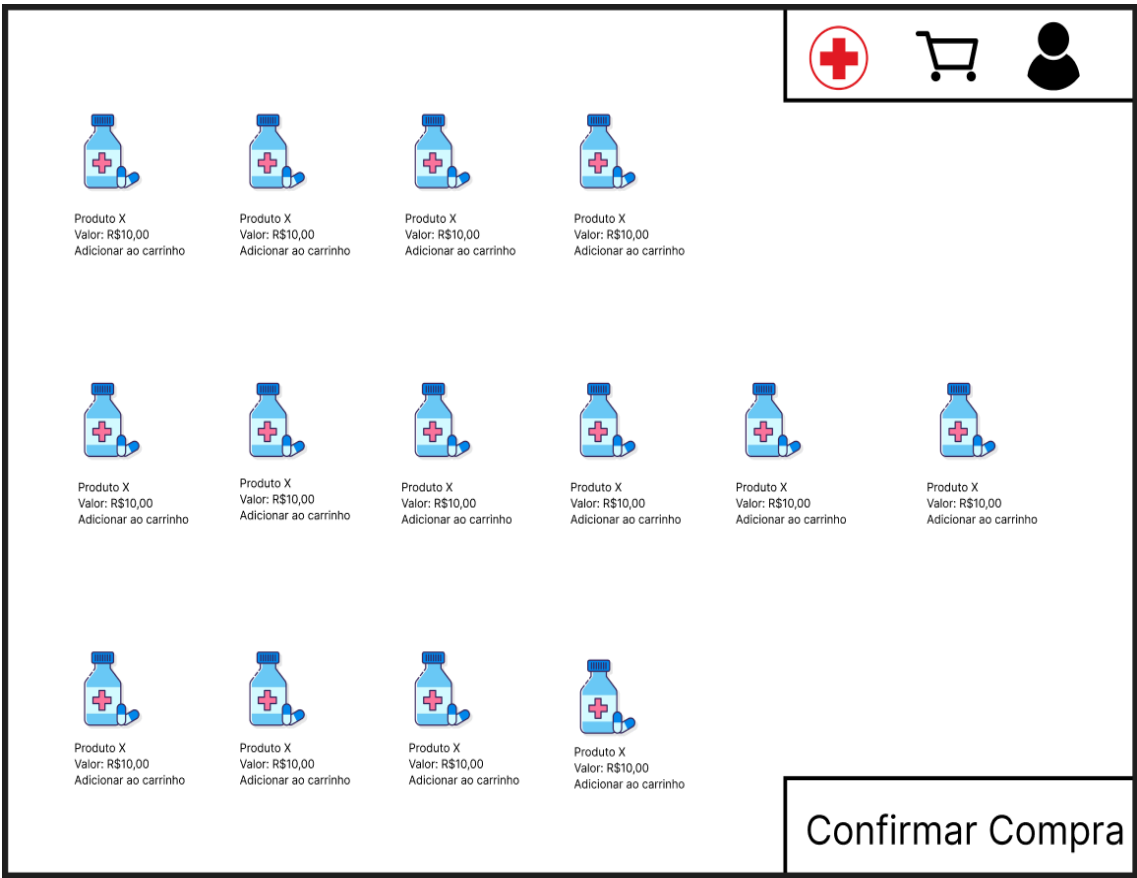 Produto X
Valor: R$10,00
Adicionar ao carrinho
Produto X
Valor: R$10,00
Adicionar ao carrinho
Produto X
Valor: R$10,00
Adicionar ao carrinho
Produto X
Valor: R$10,00
Adicionar ao carrinho
Produto X
Valor: R$10,00
Adicionar ao carrinho
Produto X
Valor: R$10,00
Adicionar ao carrinho
Produto X
Valor: R$10,00
Adicionar ao carrinho
Produto X
Valor: R$10,00
Adicionar ao carrinho
Produto X
Valor: R$10,00
Adicionar ao carrinho
Produto X
Valor: R$10,00
Adicionar ao carrinho
Produto X
Valor: R$10,00
Adicionar ao carrinho
Produto X
Valor: R$10,00
Adicionar ao carrinho
Produto X
Valor: R$10,00
Adicionar ao carrinho
Produto X
Valor: R$10,00
Adicionar ao carrinho
Confirmar Compra